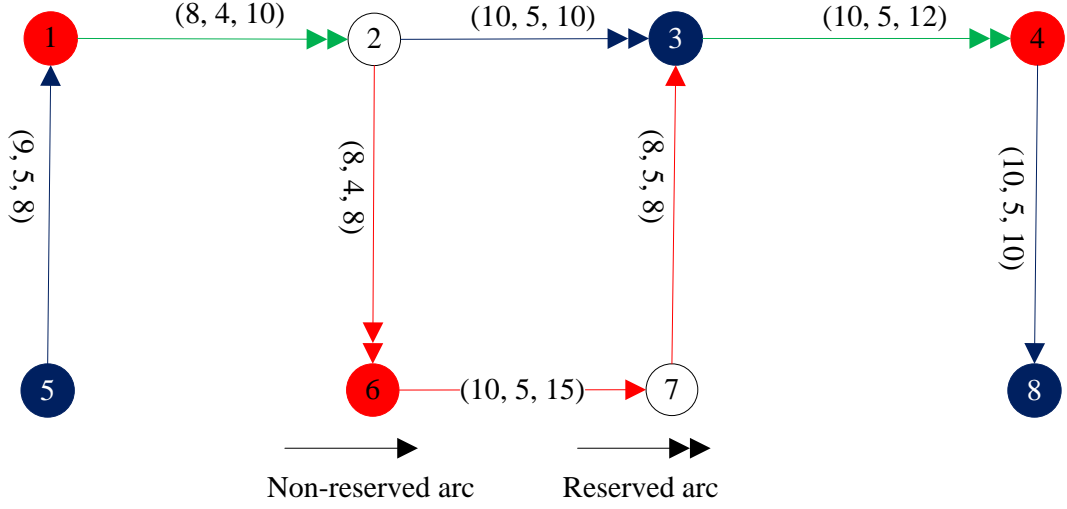 (8, 4, 10)
(10, 5, 10)
(10, 5, 12)
1
2
3
4
(9, 5, 8)
(8, 4, 8)
(8, 5, 8)
(10, 5, 10)
5
6
(10, 5, 15)
7
8
Non-reserved arc
Reserved arc